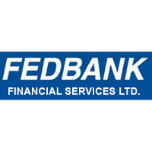 FEDBANK
FINANCIAL SERVICES LTD.